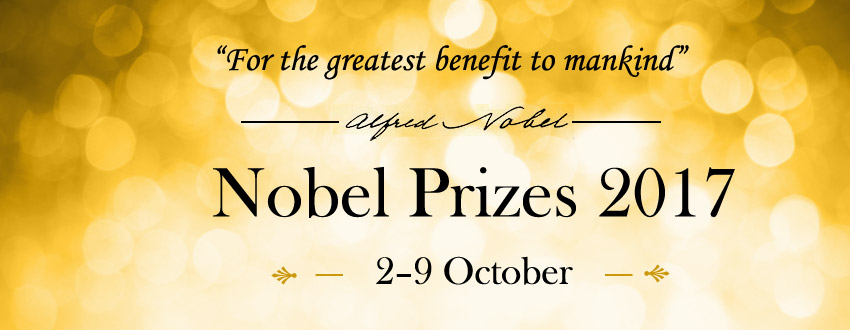 “For the greatest benefit to mankind”
Alfred Nobel
Nobel Prizes 2017
2–9 October